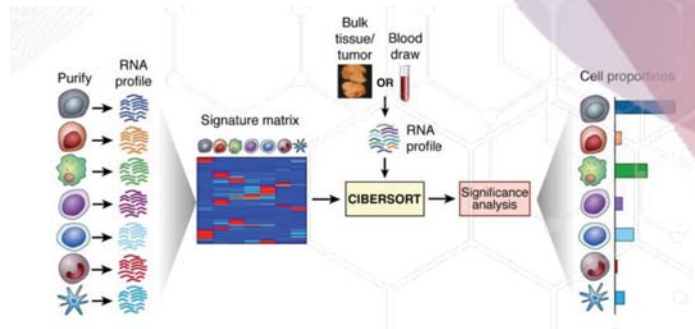 Purify
RNA
profile
Signature matrix
Bulk
tissue/
tumor
OR
Blood
draw
RNA
profile
CIBERSORT
Significance
analysis
Cell proportions